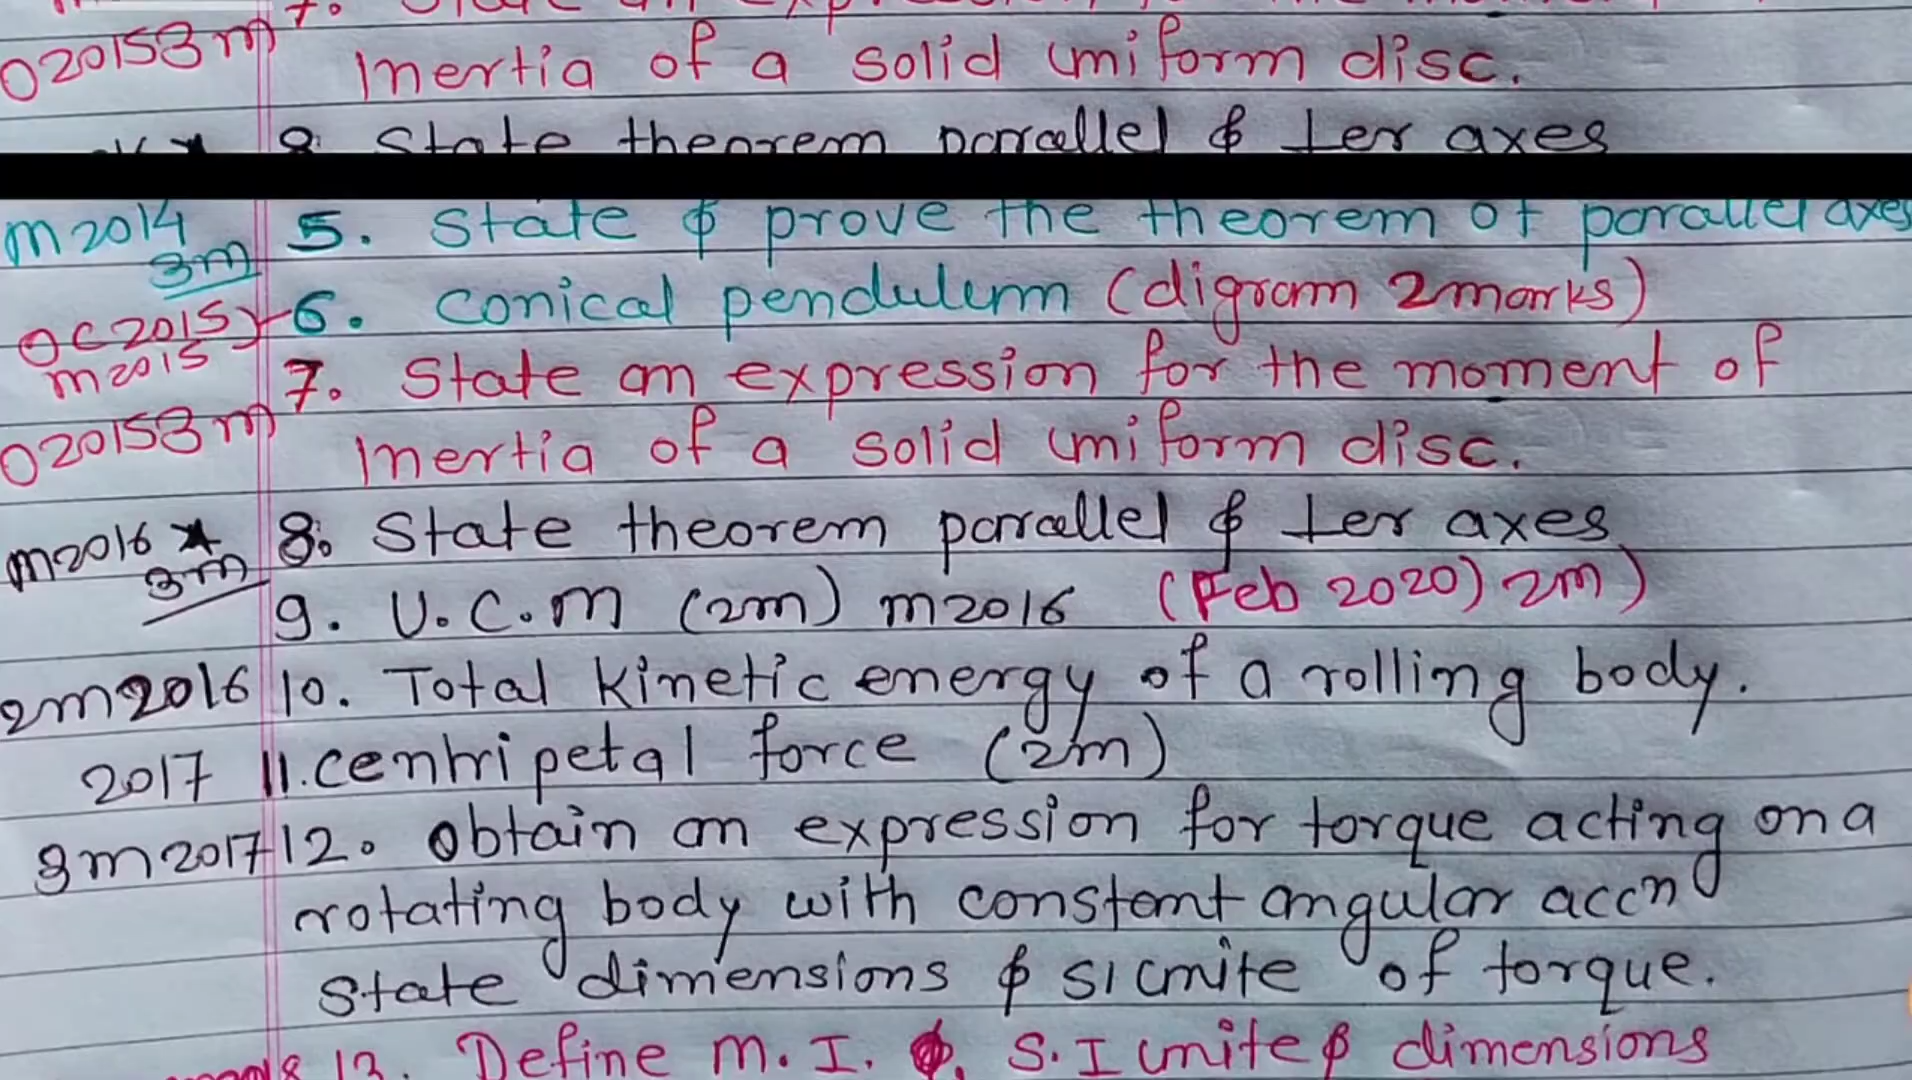 O2015 3m
Inertia of a solid uniform disc.
8. State theorem parallel & ⊥er axes
m2014 5. State & prove the theorem of parallel axes
3m
OC2015 6. Conical pendulum (digram 2marks)
m2015
7. State an expression for the moment of
O2015 3m Inertia of a solid uniform disc.
m2016 ★ 8. State theorem parallel & ⊥er axes
3m
9. U.C.M (2m) m2016 (Feb 2020) 2m)
2m2016 10. Total kinetic energy of a rolling body.
2017 11. centripetal force (2m)
3m2017 12. Obtain an expression for torque acting on a
rotating body with constant angular accn
State dimensions & SI unite of torque.
13. Define M.I. &. S.I unite & dimensions